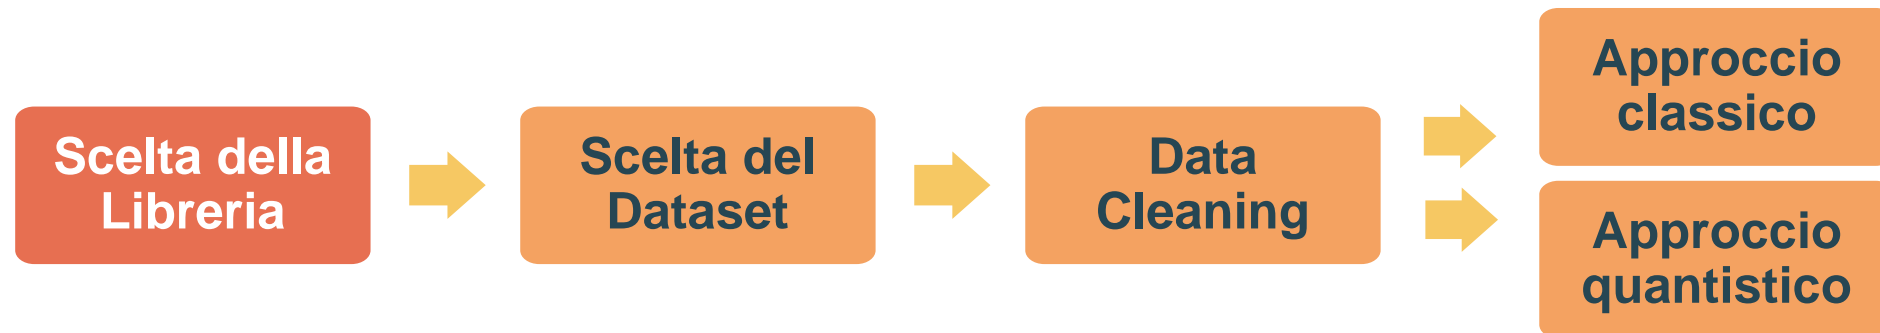 Scelta della
Libreria
Scelta del
Dataset
Data
Cleaning
Approccio
classico
Approccio
quantistico